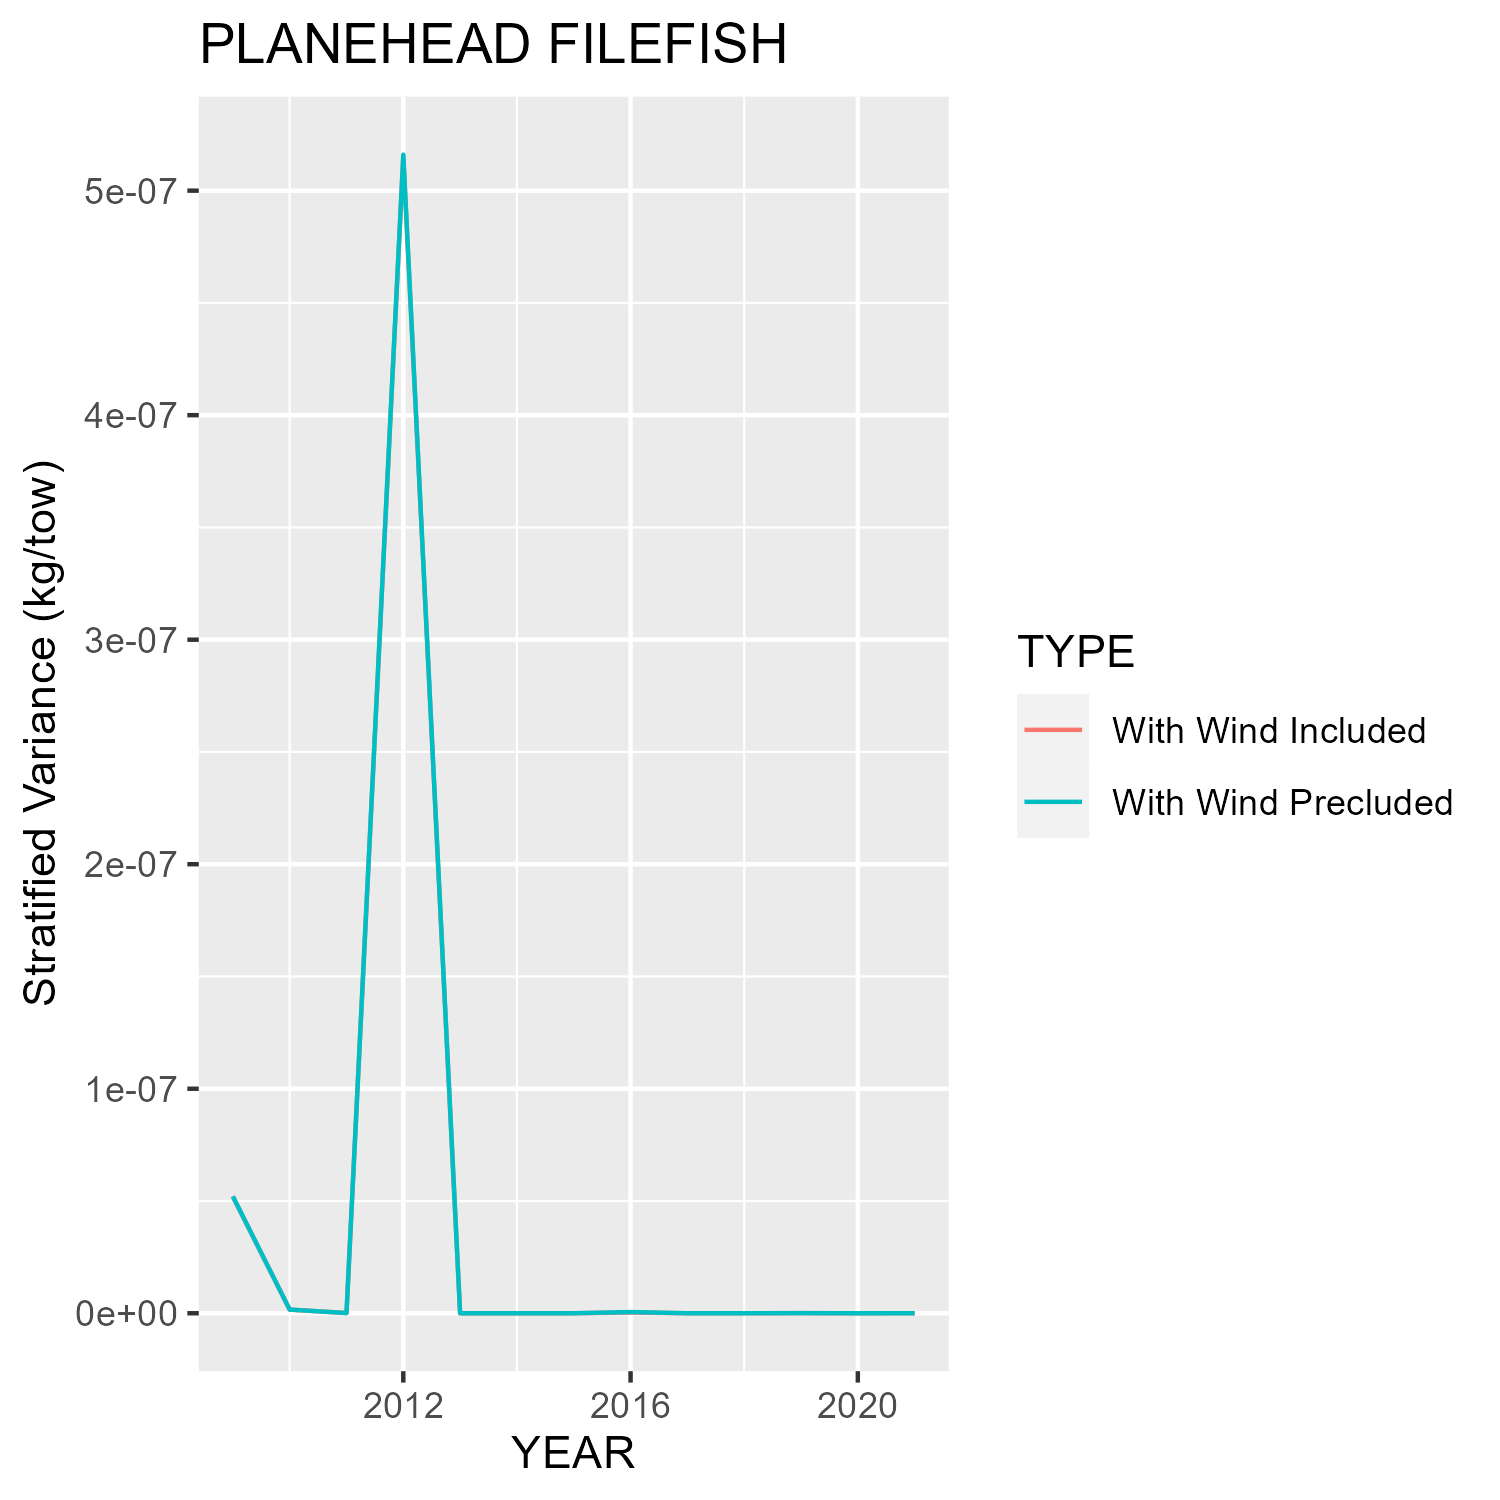 PLANEHEAD FILEFISH
5e-07
4e-07
3e-07
2e-07
1e-07
0e+00
Stratified Variance (kg/tow)
2012 2016 2020
YEAR
TYPE
With Wind Included
With Wind Precluded